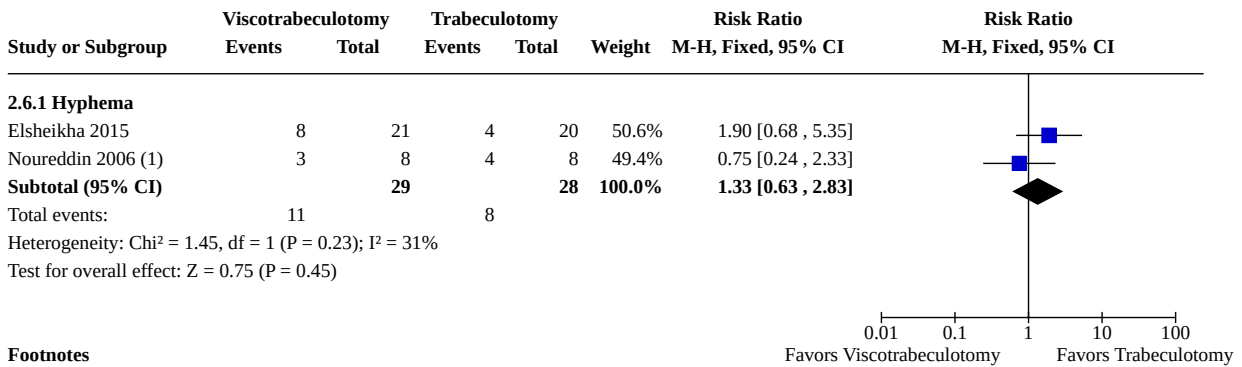 Viscotrabeculotomy Trabeculotomy Risk Ratio Risk Ratio
Study or Subgroup Events Total Events Total Weight M-H, Fixed, 95% CI M-H, Fixed, 95% CI
2.6.1 Hyphema
Elsheikha 2015 8 21 4 20 50.6% 1.90 [0.68 , 5.35]
Noureddin 2006 (1) 3 8 4 8 49.4% 0.75 [0.24 , 2.33]
Subtotal (95% CI) 29 28 100.0% 1.33 [0.63 , 2.83]
Total events: 11 8
Heterogeneity: Chi² = 1.45, df = 1 (P = 0.23); I² = 31%
Test for overall effect: Z = 0.75 (P = 0.45)
0.01 0.1 1 10 100
Footnotes Favors Viscotrabeculotomy Favors Trabeculotomy